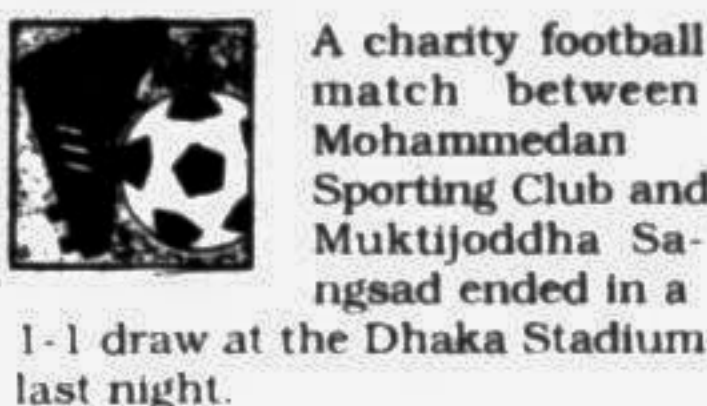 A charity football
match between
Mohammedan
Sporting Club and
Muktijoddha Sa-
ngsad ended in a
1-1 draw at the Dhaka Stadium
last night.